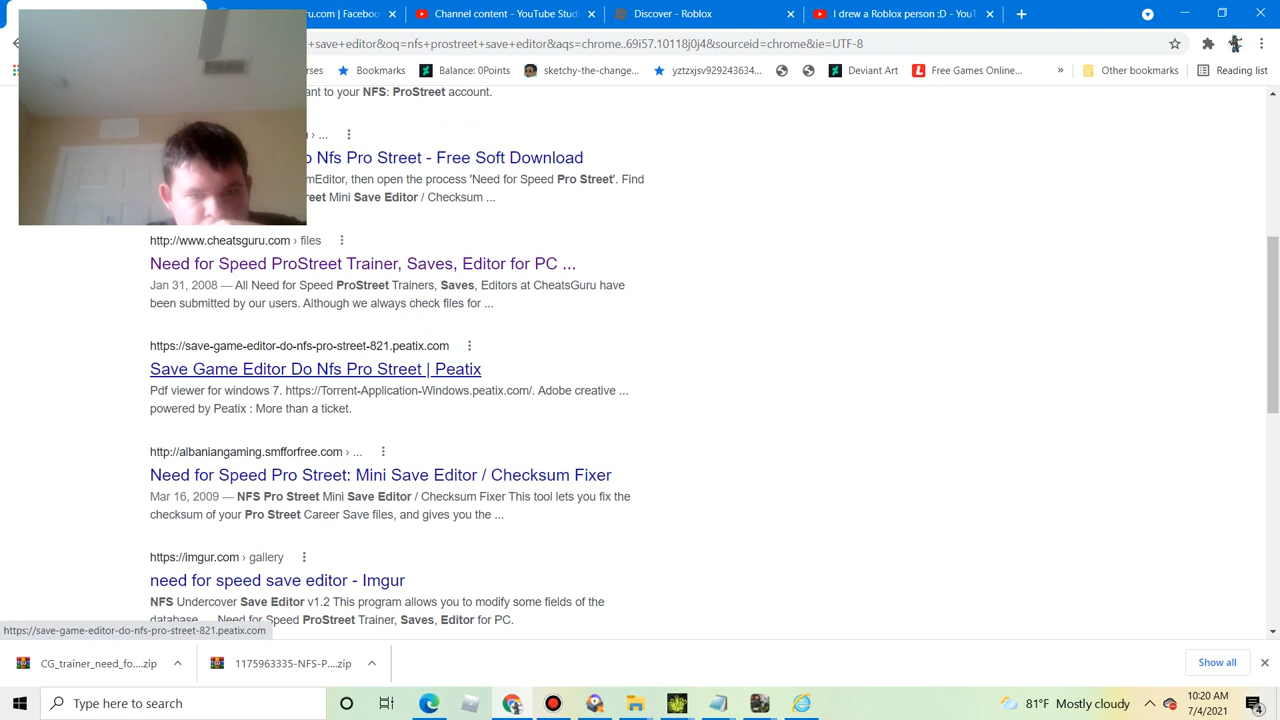 ru.com | Facebook
Channel content - YouTube Stud
Discover - Roblox
I drew a Roblox person :D - YouT
+save+editor&oq=nfs+prostreet+save+editor&aqs=chrome..69i57.10118j0j4&sourceid=chrome&ie=UTF-8
rses
Bookmarks
Balance: 0Points
sketchy-the-change...
yztzxjsv929243634...
Deviant Art
Free Games Online...
»
Other bookmarks
Reading list
ant to your NFS: ProStreet account.
› ...
o Nfs Pro Street - Free Soft Download
mEditor, then open the process 'Need for Speed Pro Street'. Find
reet Mini Save Editor / Checksum ...
http://www.cheatsguru.com › files
Need for Speed ProStreet Trainer, Saves, Editor for PC ...
Jan 31, 2008 — All Need for Speed ProStreet Trainers, Saves, Editors at CheatsGuru have
been submitted by our users. Although we always check files for ...
https://save-game-editor-do-nfs-pro-street-821.peatix.com
Save Game Editor Do Nfs Pro Street | Peatix
Pdf viewer for windows 7. https://Torrent-Application-Windows.peatix.com/. Adobe creative ...
powered by Peatix : More than a ticket.
http://albaniangaming.smfforfree.com › ...
Need for Speed Pro Street: Mini Save Editor / Checksum Fixer
Mar 16, 2009 — NFS Pro Street Mini Save Editor / Checksum Fixer This tool lets you fix the
checksum of your Pro Street Career Save files, and gives you the ...
https://imgur.com › gallery
need for speed save editor - Imgur
NFS Undercover Save Editor v1.2 This program allows you to modify some fields of the
database. ... Need for Speed ProStreet Trainer, Saves, Editor for PC.
https://save-game-editor-do-nfs-pro-street-821.peatix.com
CG_trainer_need_fo....zip
1175963335-NFS-P....zip
Show all
Type here to search
81°F Mostly cloudy
10:20 AM
7/4/2021
4